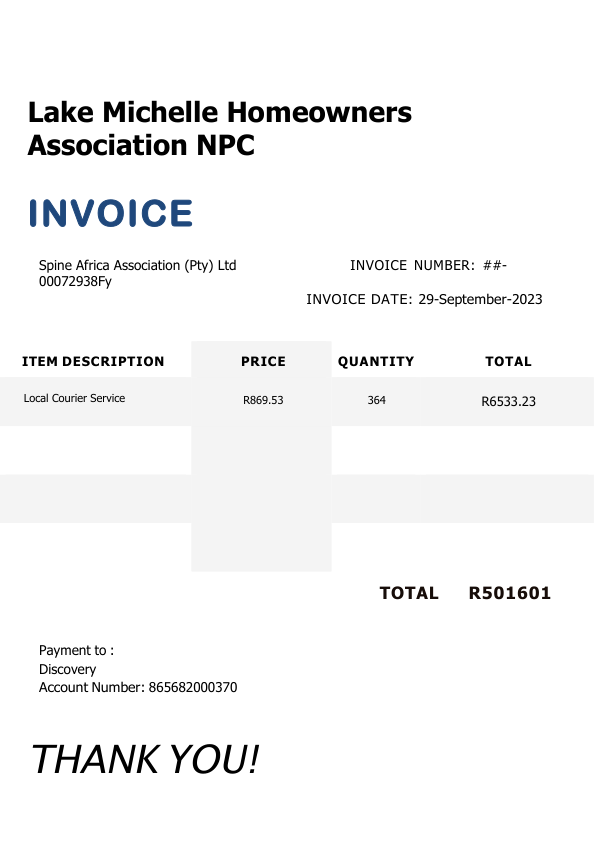 Lake Michelle Homeowners
Association NPC
INVOICE
Spine Africa Association (Pty) Ltd
00072938Fy
INVOICE NUMBER: ##-
INVOICE DATE: 29-September-2023
ITEM DESCRIPTION PRICE QUANTITY TOTAL
Local Courier Service R869.53 364 R6533.23
TOTAL R501601
Payment to :
Discovery
Account Number: 865682000370
THANK YOU!